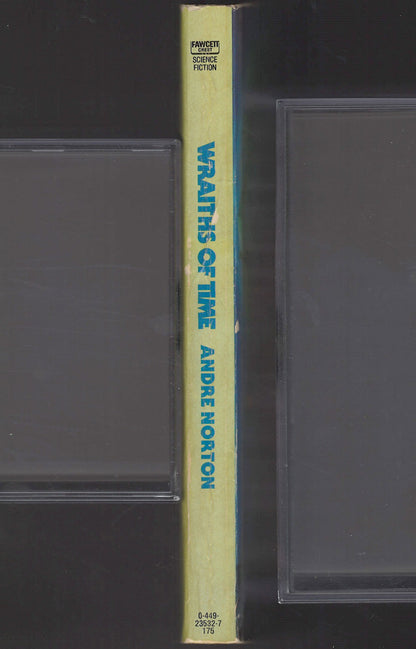 FAWCETT
CREST
SCIENCE
FICTION
WRAITHS OF TIME
ANDRE NORTON
0-449-
23532-7
175